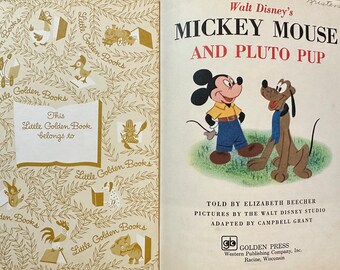 Little Golden Books
This
Little Golden Book
belongs to
Little Golden Books
Walt Disney's
MICKEY MOUSE
AND PLUTO PUP
TOLD BY ELIZABETH BEECHER
PICTURES BY THE WALT DISNEY STUDIO
ADAPTED BY CAMPBELL GRANT
GOLDEN PRESS
Western Publishing Company, Inc.
Racine, Wisconsin